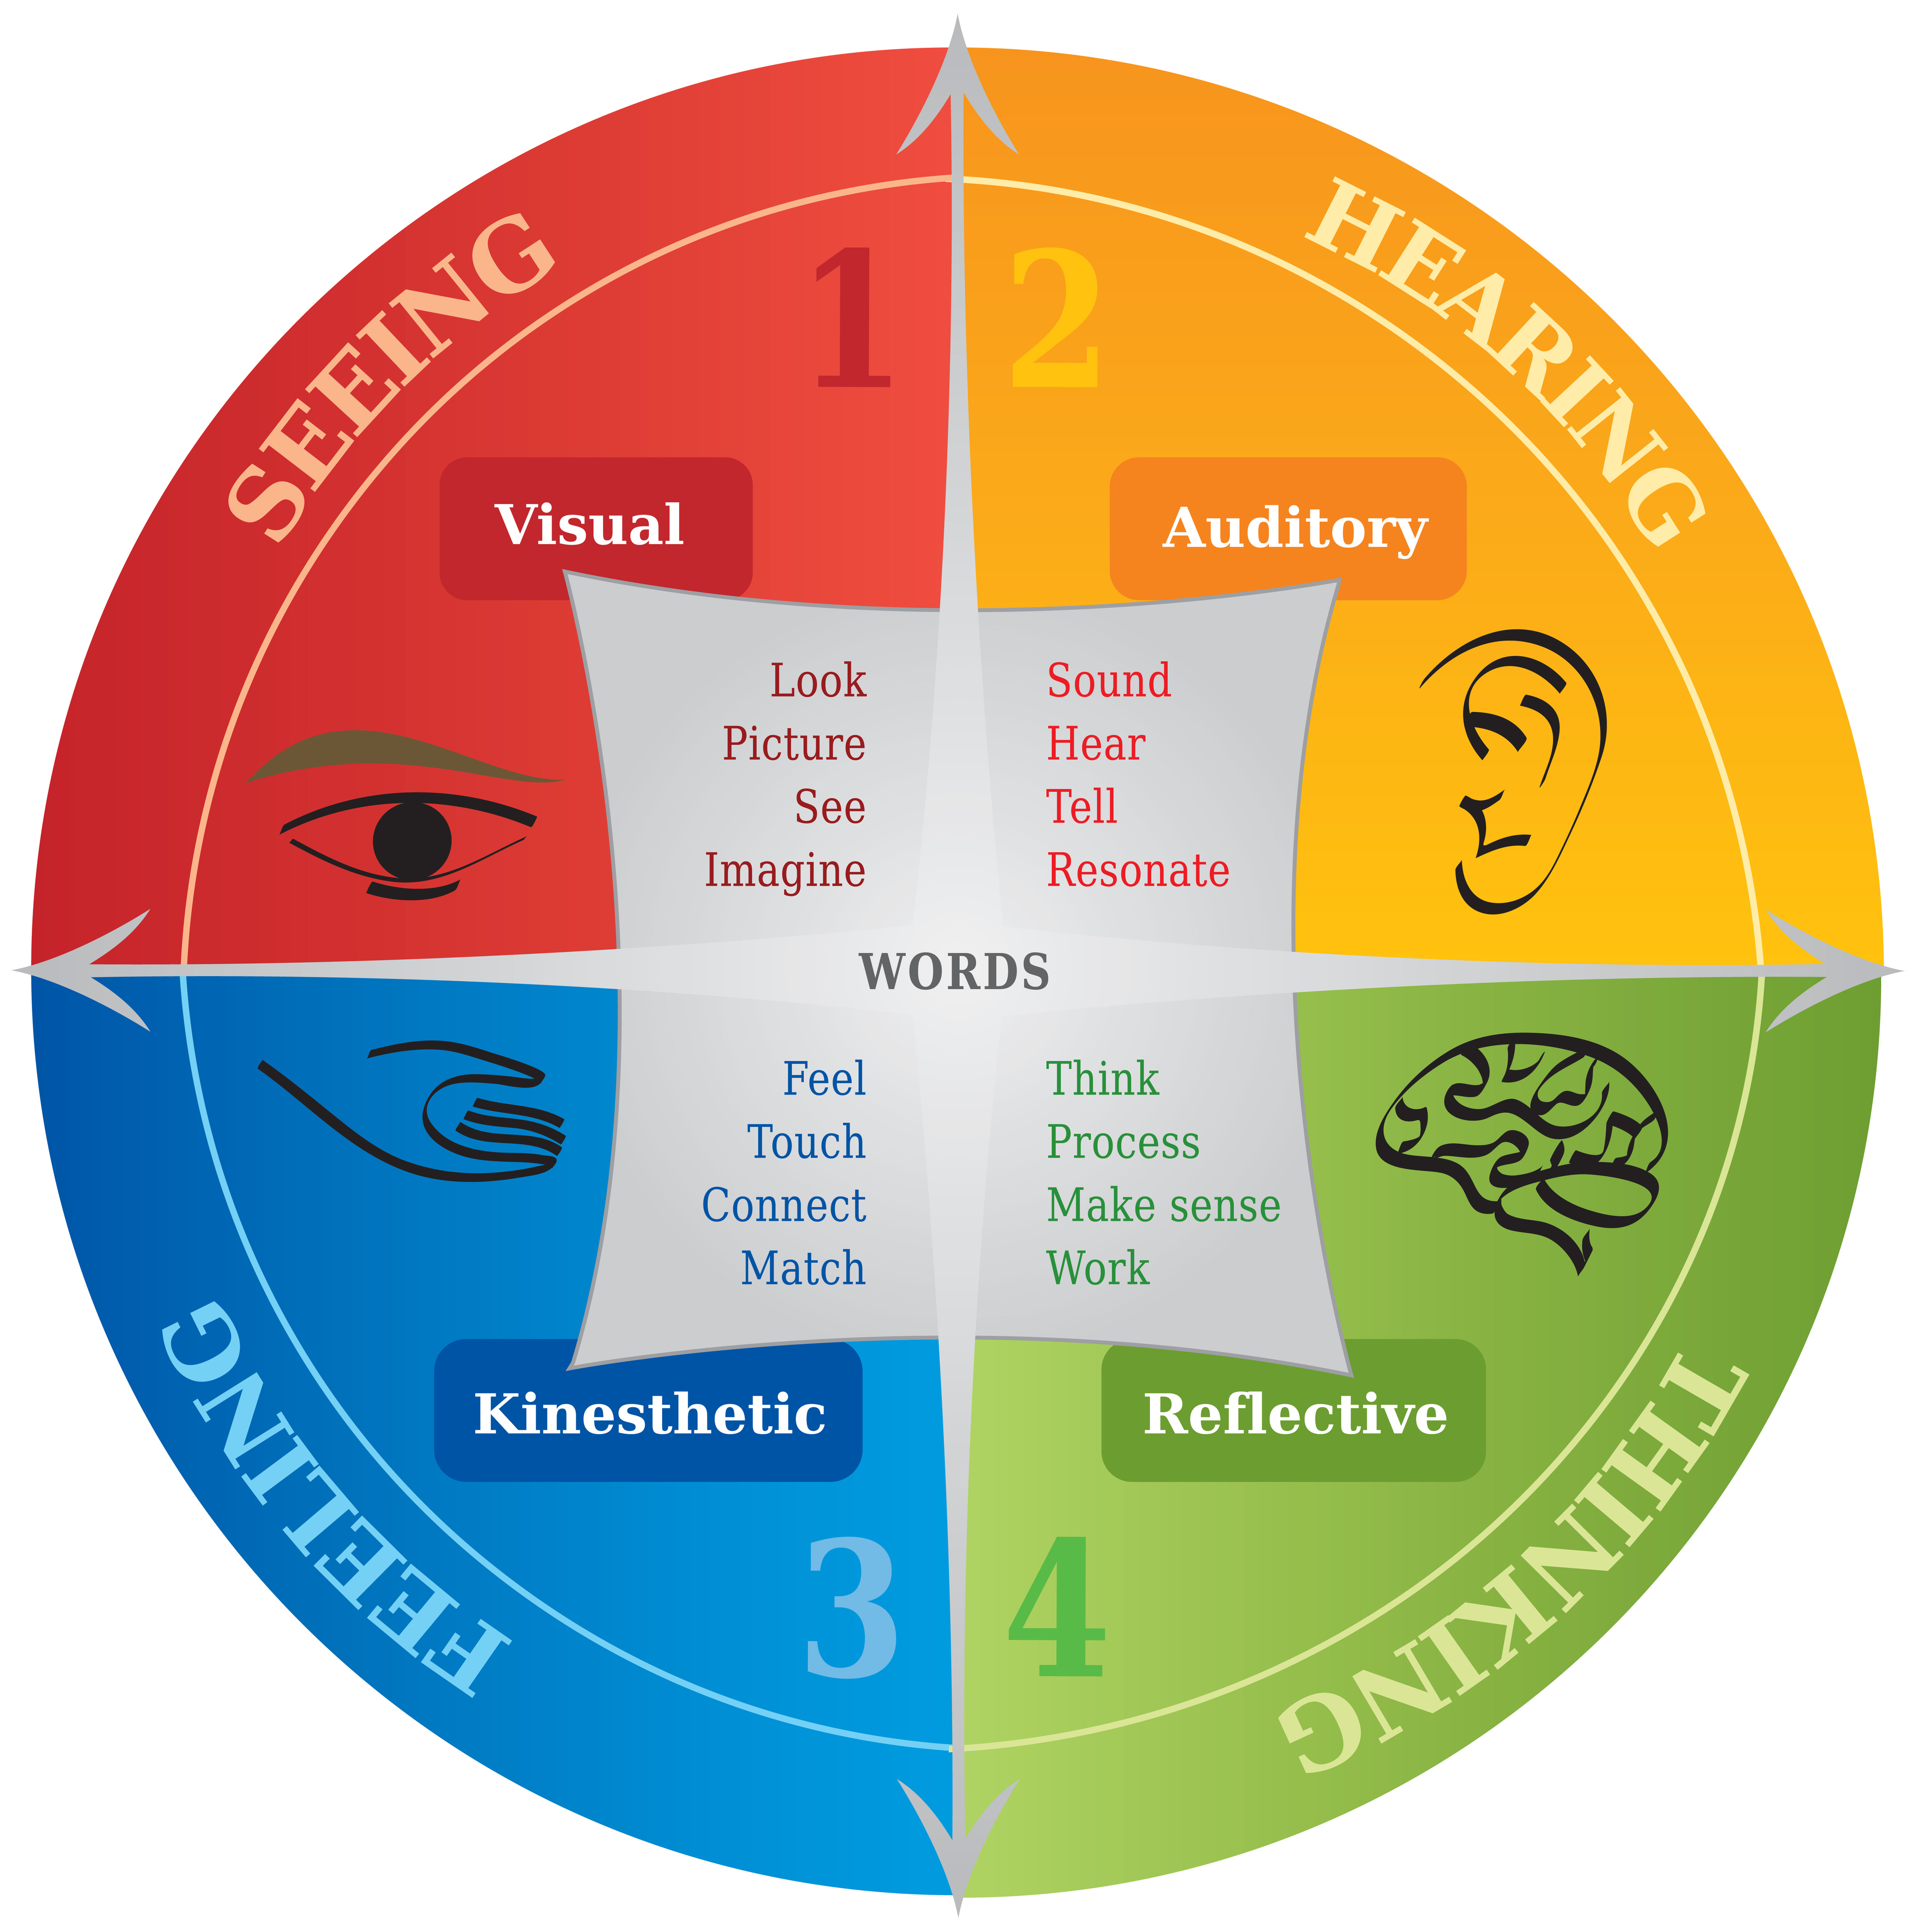 SEEING
HEARING
1
2
Visual
Auditory
Look
Picture
See
Imagine
Sound
Hear
Tell
Resonate
WORDS
Feel
Touch
Connect
Match
Think
Process
Make sense
Work
Kinesthetic
Reflective
3
4
FEELING
THINKING